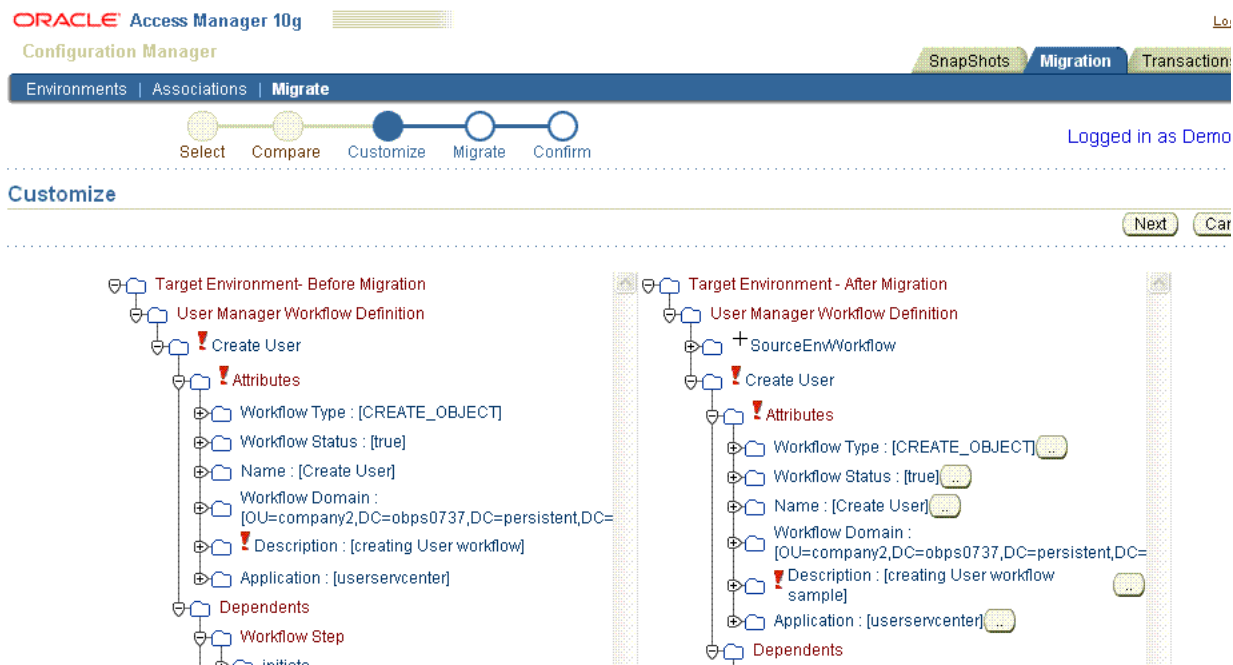 ORACLE Access Manager 10g
Configuration Manager
SnapShots Migration Transactions
Environments | Associations | Migrate
Select Compare Customize Migrate Confirm
Logged in as Demo
Customize
Next
Target Environment- Before Migration
User Manager Workflow Definition
Create User
Attributes
Workflow Type : [CREATE_OBJECT]
Workflow Status : [true]
Name : [Create User]
Workflow Domain :
[OU=company2,DC=obps0737,DC=persistent,DC=
Description : [creating User workflow]
Application : [userservcenter]
Dependents
Workflow Step
initiate
Target Environment - After Migration
User Manager Workflow Definition
SourceEnvWorkflow
Create User
Attributes
Workflow Type : [CREATE_OBJECT] ..
Workflow Status : [true] ..
Name : [Create User] ..
Workflow Domain :
[OU=company2,DC=obps0737,DC=persistent,DC=
Description : [creating User workflow
sample] ..
Application : [userservcenter] ..
Dependents